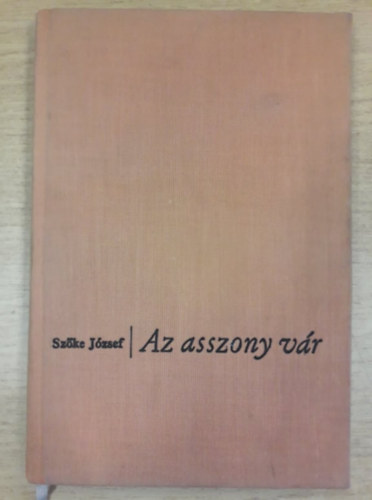 Szőke József | Az asszony vár